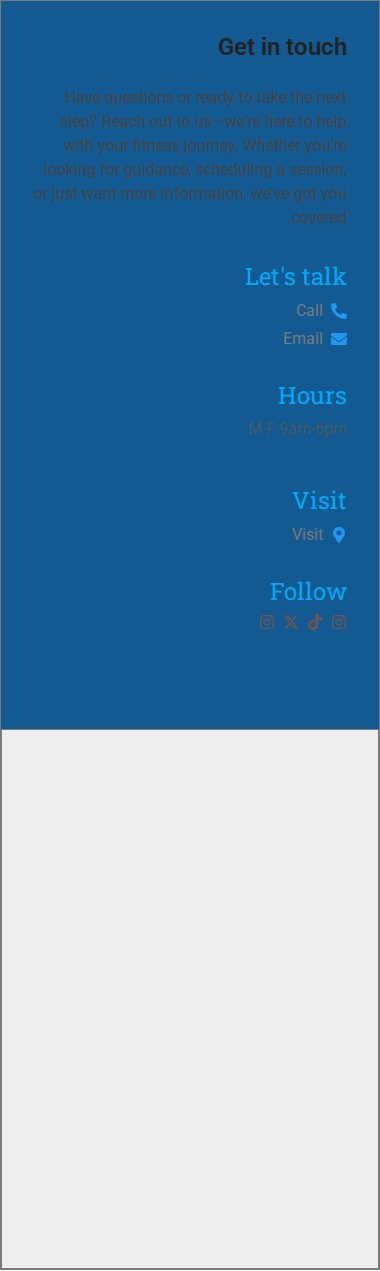 Get in touch
Have questions or ready to take the next
step? Reach out to us—we're here to help
with your fitness journey. Whether you're
looking for guidance, scheduling a session,
or just want more information, we've got you
.covered
Let's talk
Call
Email
Hours
M-F 9am-6pm
Visit
Visit
Follow